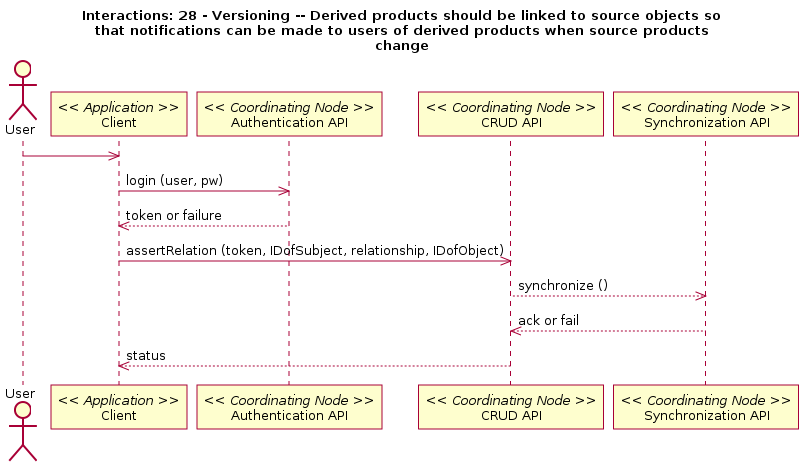 Interactions: 28 - Versioning -- Derived products should be linked to source objects so
that notifications can be made to users of derived products when source products
change
User
<< Application >>
Client
<< Coordinating Node >>
Authentication API
<< Coordinating Node >>
CRUD API
<< Coordinating Node >>
Synchronization API
login (user, pw)
token or failure
assertRelation (token, IDofSubject, relationship, IDofObject)
synchronize ()
ack or fail
status
User
<< Application >>
Client
<< Coordinating Node >>
Authentication API
<< Coordinating Node >>
CRUD API
<< Coordinating Node >>
Synchronization API